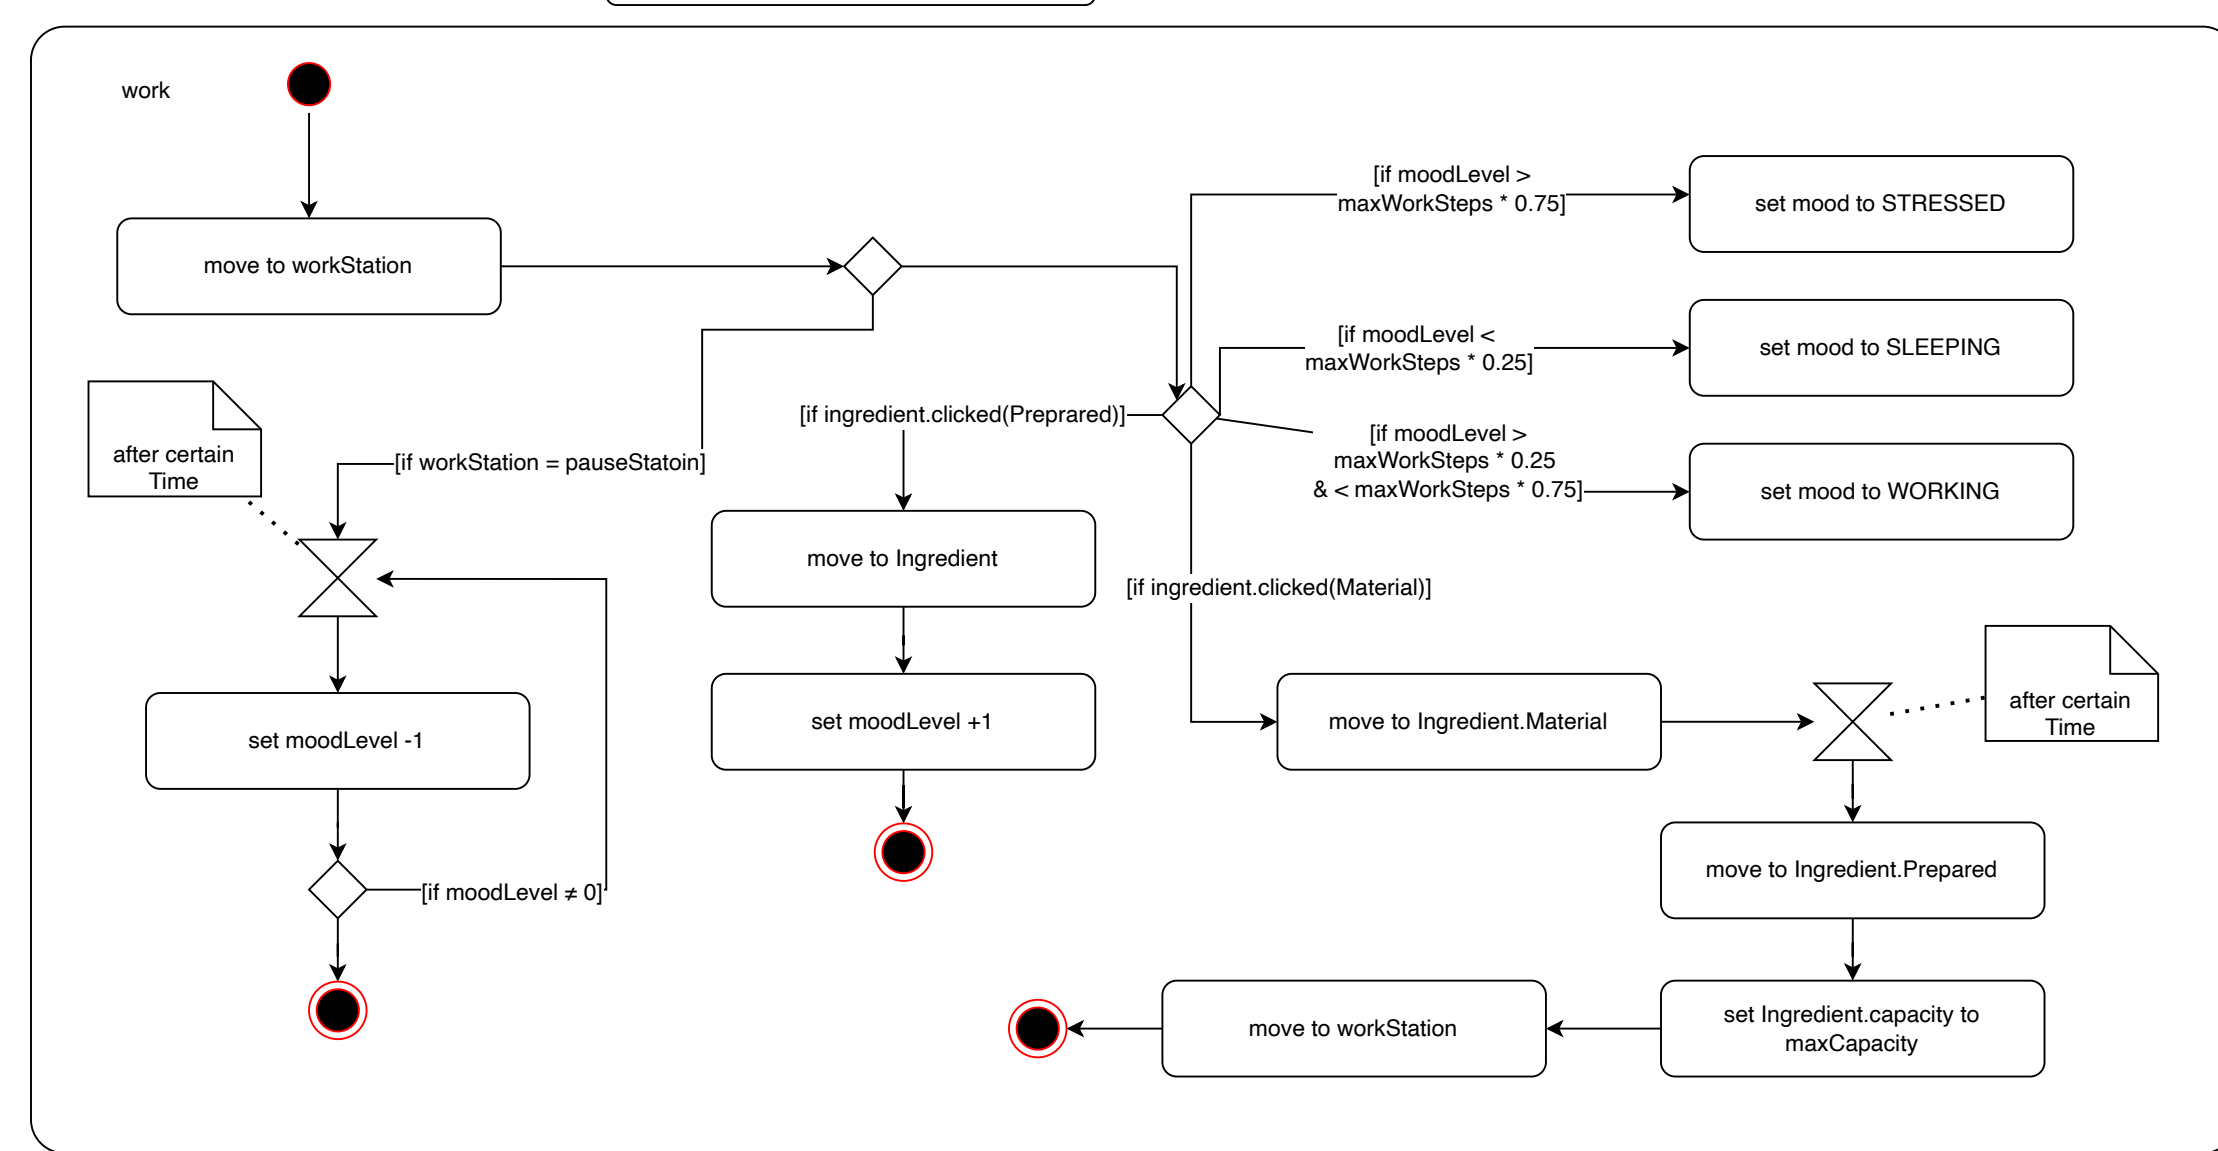 work
[if moodLevel >
maxWorkSteps * 0.75]
set mood to STRESSED
move to workStation
[if moodLevel <
maxWorkSteps * 0.25]
set mood to SLEEPING
[if ingredient.clicked(Preprared)]
[if moodLevel >
maxWorkSteps * 0.25
& < maxWorkSteps * 0.75]
set mood to WORKING
after certain
Time
[if workStation = pauseStatoin]
move to Ingredient
[if ingredient.clicked(Material)]
set moodLevel -1
set moodLevel +1
move to Ingredient.Material
after certain
Time
[if moodLevel ≠ 0]
move to Ingredient.Prepared
move to workStation
set Ingredient.capacity to
maxCapacity